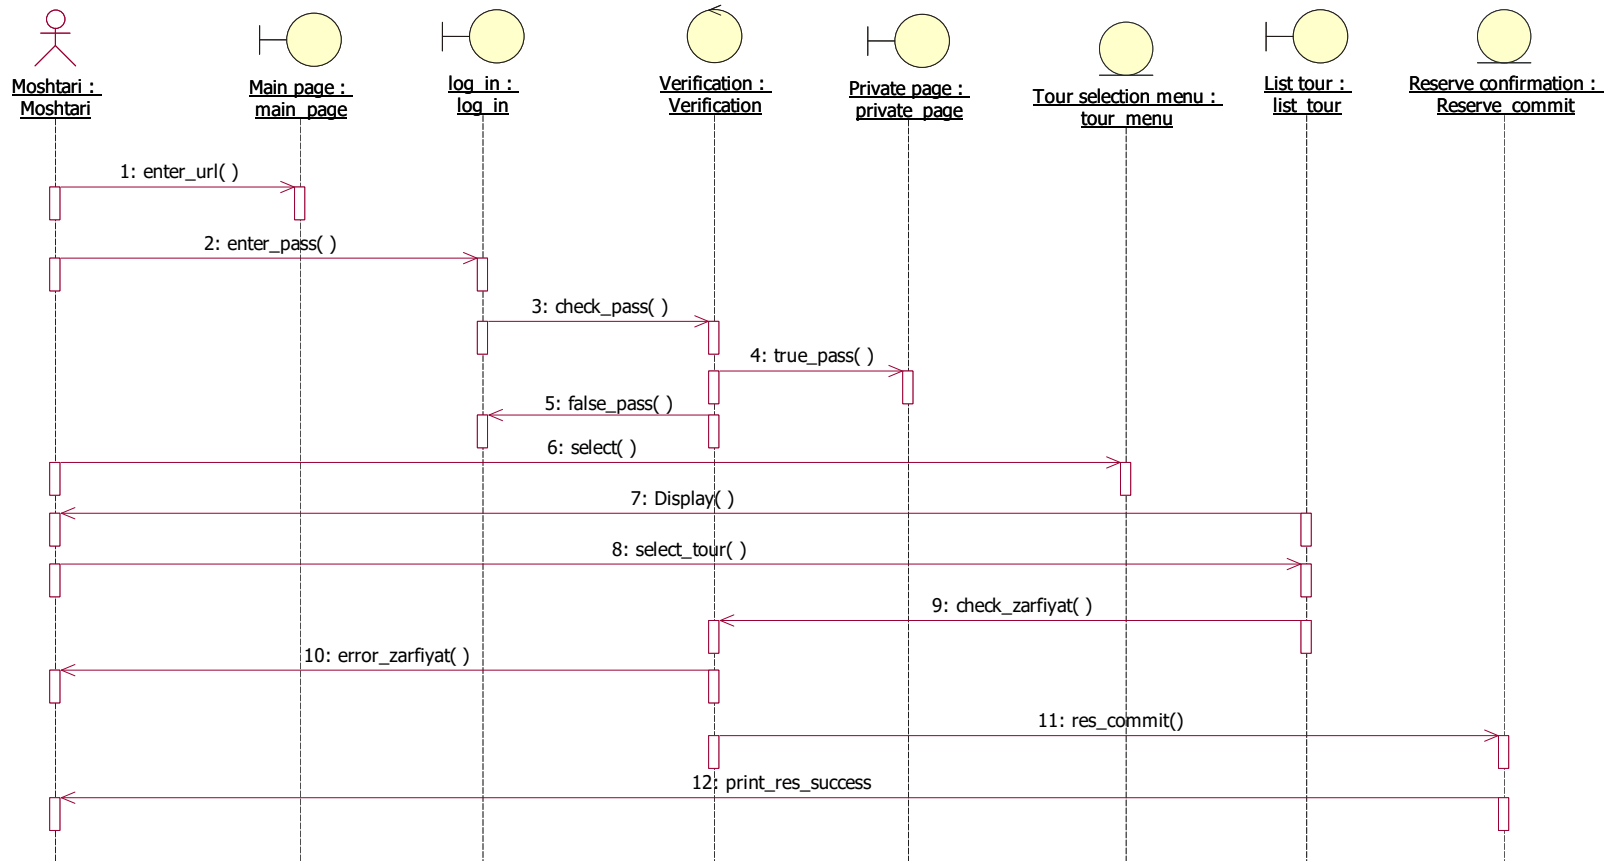 Moshtari :
Moshtari
Main page :
main_page
log_in :
log_in
Verification :
Verification
Private page :
private_page
Tour selection menu :
tour_menu
List tour :
list_tour
Reserve confirmation :
Reserve_commit
1: enter_url( )
2: enter_pass( )
3: check_pass( )
4: true_pass( )
5: false_pass( )
6: select( )
7: Display( )
8: select_tour( )
9: check_zarfiyat( )
10: error_zarfiyat( )
11: res_commit()
12: print_res_success